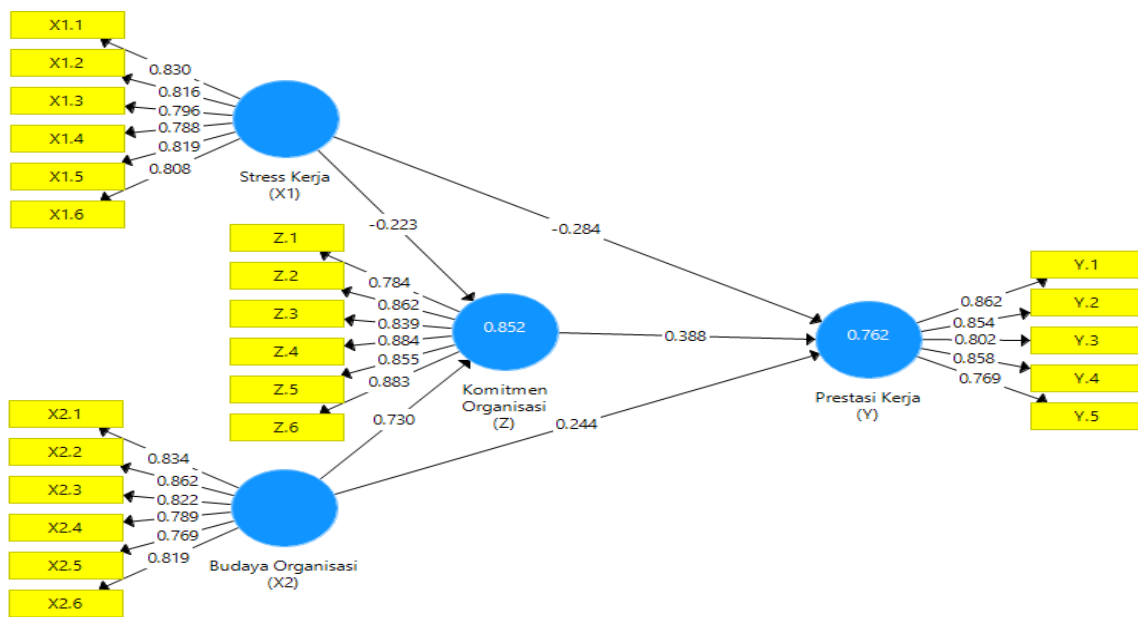 X1.1
X1.2
X1.3
X1.4
X1.5
X1.6
0.830
0.816
0.796
0.788
0.819
0.808
Stress Kerja
(X1)
-0.223
-0.284
Z.1
Z.2
Z.3
Z.4
Z.5
Z.6
0.784
0.862
0.839
0.884
0.855
0.883
0.852
Komitmen
Organisasi
(Z)
0.388
0.730
0.244
X2.1
X2.2
X2.3
X2.4
X2.5
X2.6
0.834
0.862
0.822
0.789
0.769
0.819
Budaya Organisasi
(X2)
0.762
Prestasi Kerja
(Y)
0.862
0.854
0.802
0.858
0.769
Y.1
Y.2
Y.3
Y.4
Y.5